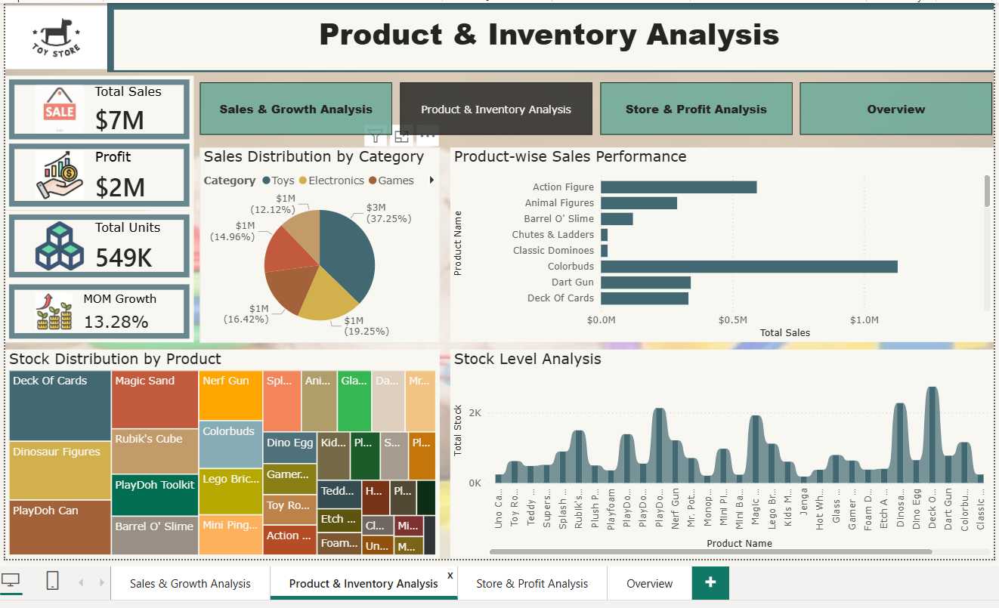 TOY STORE
Product & Inventory Analysis
Total Sales
$7M
SALE
Profit
$2M
Total Units
549K
MOM Growth
13.28%
Sales & Growth Analysis
Product & Inventory Analysis
Store & Profit Analysis
Overview
Sales Distribution by Category
Category Toys Electronics Games
$1M
(12.12%)
$3M
(37.25%)
$1M
(14.96%)
$1M
(16.42%)
$1M
(19.25%)
Product-wise Sales Performance
Product Name
Action Figure
Animal Figures
Barrel O' Slime
Chutes & Ladders
Classic Dominoes
Colorbuds
Dart Gun
Deck Of Cards
$0.0M $0.5M $1.0M
Total Sales
Stock Distribution by Product
Deck Of Cards
Dinosaur Figures
PlayDoh Can
Magic Sand
Rubik's Cube
PlayDoh Toolkit
Barrel O' Slime
Nerf Gun
Colorbuds
Lego Bric...
Mini Ping...
Spl...
Ani...
Gla...
Da...
Mr...
Dino Egg
Gamer...
Toy Ro...
Action ...
Kid...
Pl...
S...
Pl...
Tedd...
Etch ...
Foam...
H...
Pl...
Cl...
Mi...
Un...
M...
Stock Level Analysis
Total Stock
2K
0K
Uno Ca...
Toy Ro...
Teddy ...
Supers...
Splash ...
Rubik's...
Plush P...
Playfoam
PlayDo...
PlayDo...
PlayDo...
Nerf Gun
Mr. Pot...
Monop...
Mini Pi...
Mini Ba...
Magic ...
Lego Br...
Kids M...
Jenga
Hot Wh...
Glass ...
Gamer ...
Foam D...
Etch A ...
Dinosa...
Dino Egg
Deck O...
Dart Gun
Colorbu...
Classic ...
Product Name
Sales & Growth Analysis
Product & Inventory Analysis
x
Store & Profit Analysis
Overview
+